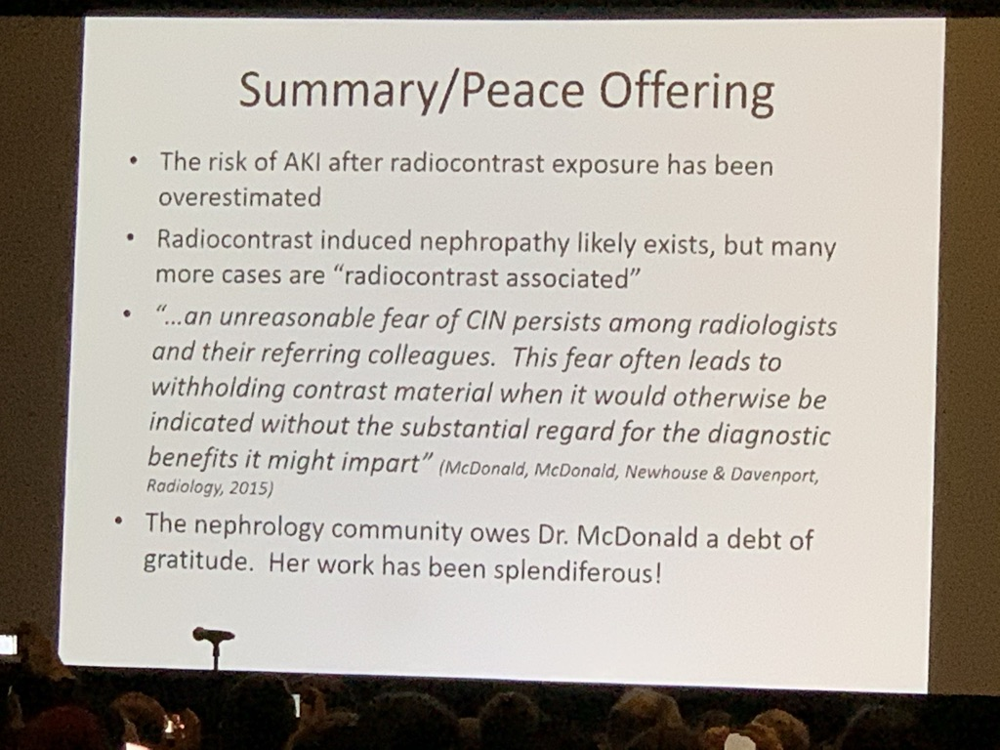 Summary/Peace Offering
• The risk of AKI after radiocontrast exposure has been
overestimated
• Radiocontrast induced nephropathy likely exists, but many
more cases are “radiocontrast associated”
• “...an unreasonable fear of CIN persists among radiologists
and their referring colleagues. This fear often leads to
withholding contrast material when it would otherwise be
indicated without the substantial regard for the diagnostic
benefits it might impart” (McDonald, McDonald, Newhouse & Davenport,
Radiology, 2015)
• The nephrology community owes Dr. McDonald a debt of
gratitude. Her work has been splendiferous!